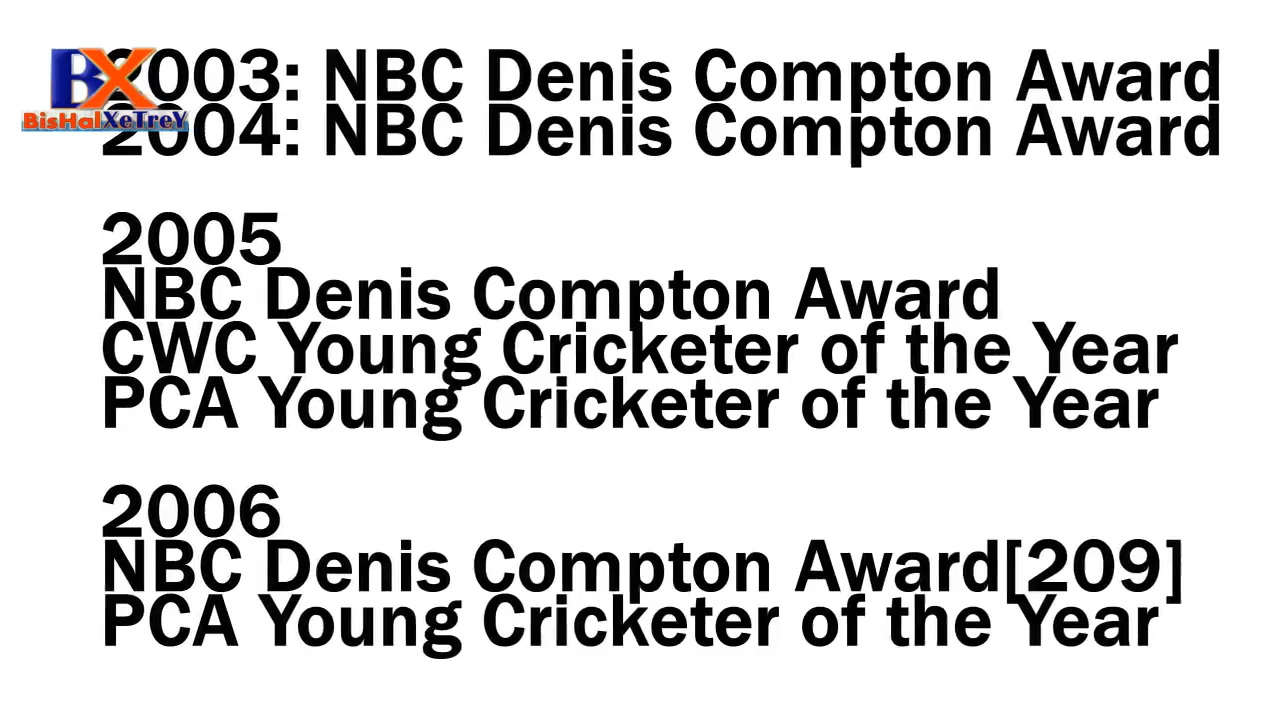 2003: NBC Denis Compton Award
2004: NBC Denis Compton Award
BX
BisHalXeTreY
2005
NBC Denis Compton Award
CWC Young Cricketer of the Year
PCA Young Cricketer of the Year
2006
NBC Denis Compton Award[209]
PCA Young Cricketer of the Year